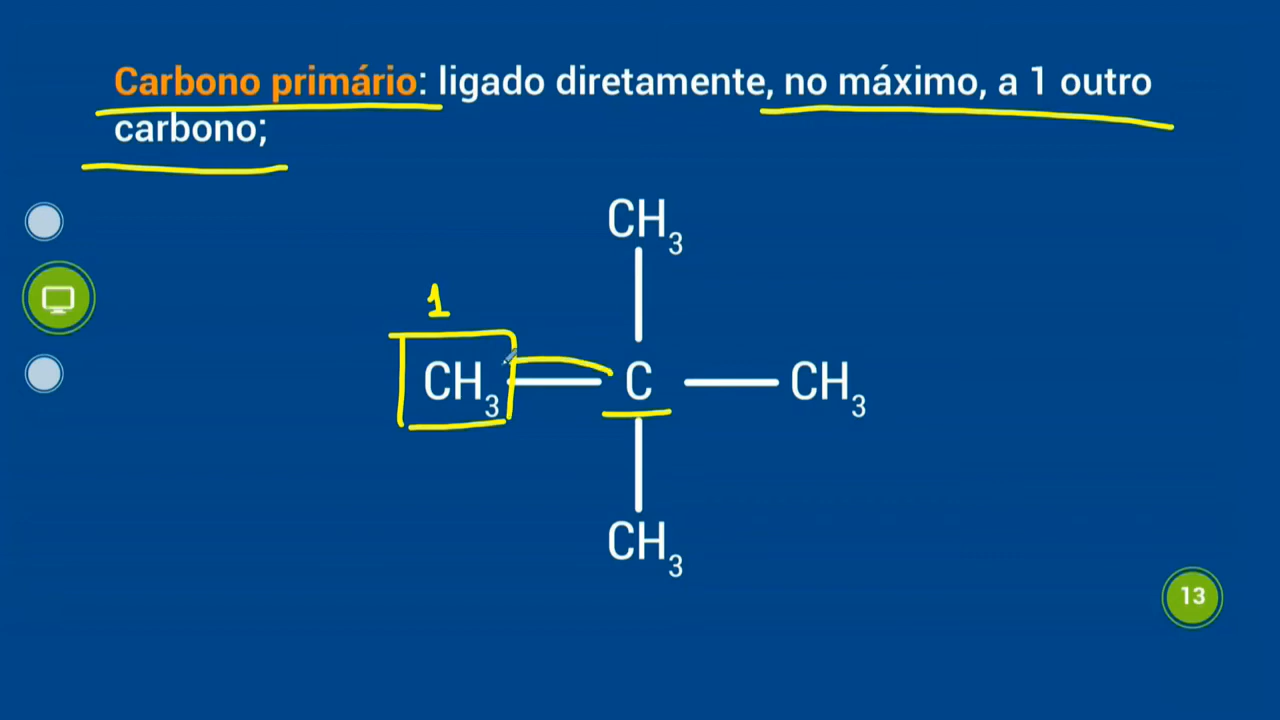 Carbono primário: ligado diretamente, no máximo, a 1 outro
carbono;
CH₃
1
CH₃ C CH₃
CH₃
13